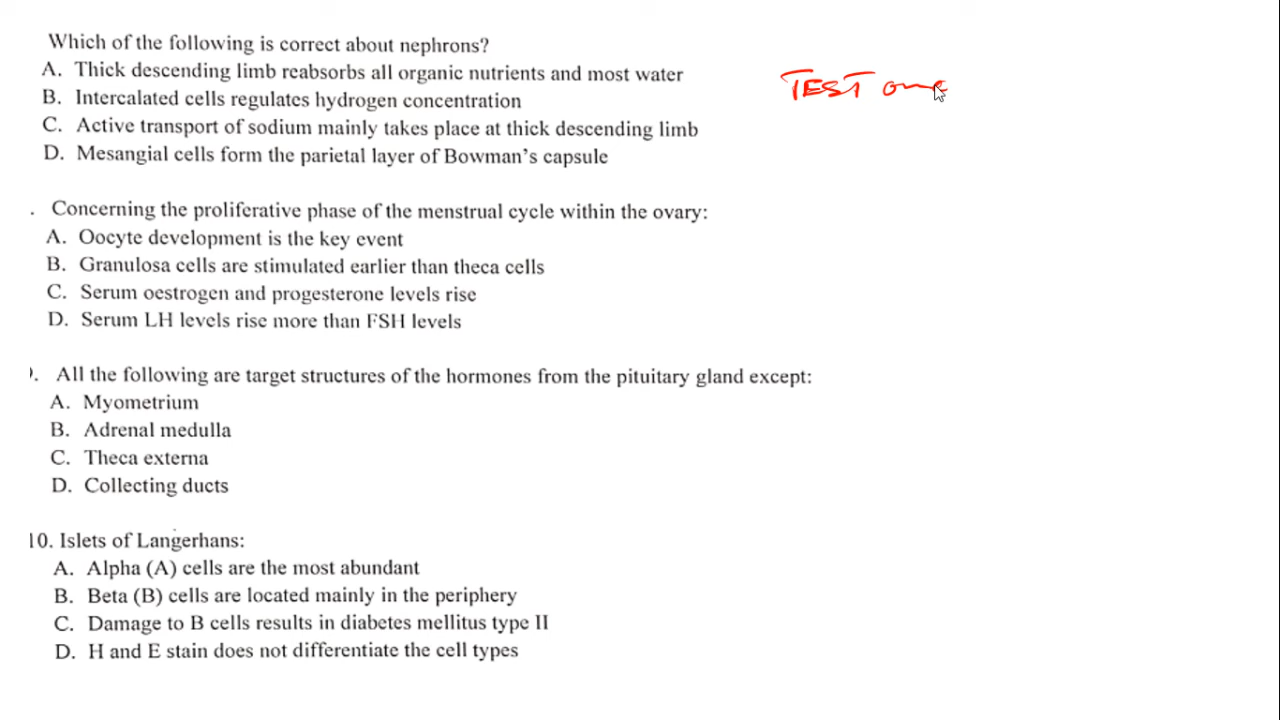 Which of the following is correct about nephrons?
A. Thick descending limb reabsorbs all organic nutrients and most water
TEST one
B. Intercalated cells regulates hydrogen concentration
C. Active transport of sodium mainly takes place at thick descending limb
D. Mesangial cells form the parietal layer of Bowman's capsule
. Concerning the proliferative phase of the menstrual cycle within the ovary:
A. Oocyte development is the key event
B. Granulosa cells are stimulated earlier than theca cells
C. Serum oestrogen and progesterone levels rise
D. Serum LH levels rise more than FSH levels
. All the following are target structures of the hormones from the pituitary gland except:
A. Myometrium
B. Adrenal medulla
C. Theca externa
D. Collecting ducts
10. Islets of Langerhans:
A. Alpha (A) cells are the most abundant
B. Beta (B) cells are located mainly in the periphery
C. Damage to B cells results in diabetes mellitus type II
D. H and E stain does not differentiate the cell types